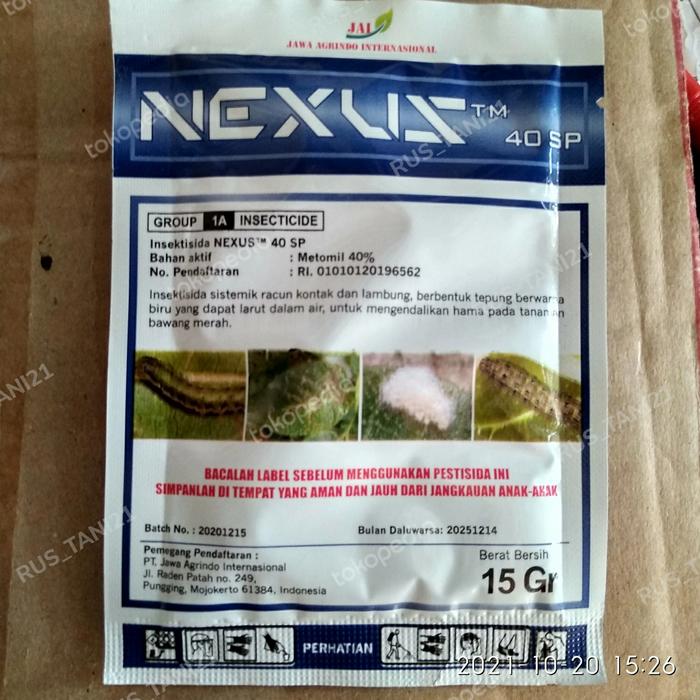 JAI
JAWA AGRINDO INTERNASIONAL
NEXUS™
40 SP
GROUP 1A INSECTICIDE
Insektisida NEXUS™ 40 SP
Bahan aktif : Metomil 40%
No. Pendaftaran : RI. 01010120196562
Insektisida sistemik racun kontak dan lambung, berbentuk tepung berwarna
biru yang dapat larut dalam air, untuk mengendalikan hama pada tanaman
bawang merah.
BACALAH LABEL SEBELUM MENGGUNAKAN PESTISIDA INI
SIMPANLAH DI TEMPAT YANG AMAN DAN JAUH DARI JANGKAUAN ANAK-ANAK
Batch No. : 20201215
Bulan Daluwarsa: 20251214
Pemegang Pendaftaran :
PT. Jawa Agrindo Internasional
Jl. Raden Patah no. 249,
Pungging, Mojokerto 61384, Indonesia
Berat Bersih
15 Gr
PERHATIAN
2021-10-20 15:26
tokopedia
RUS_TANI21